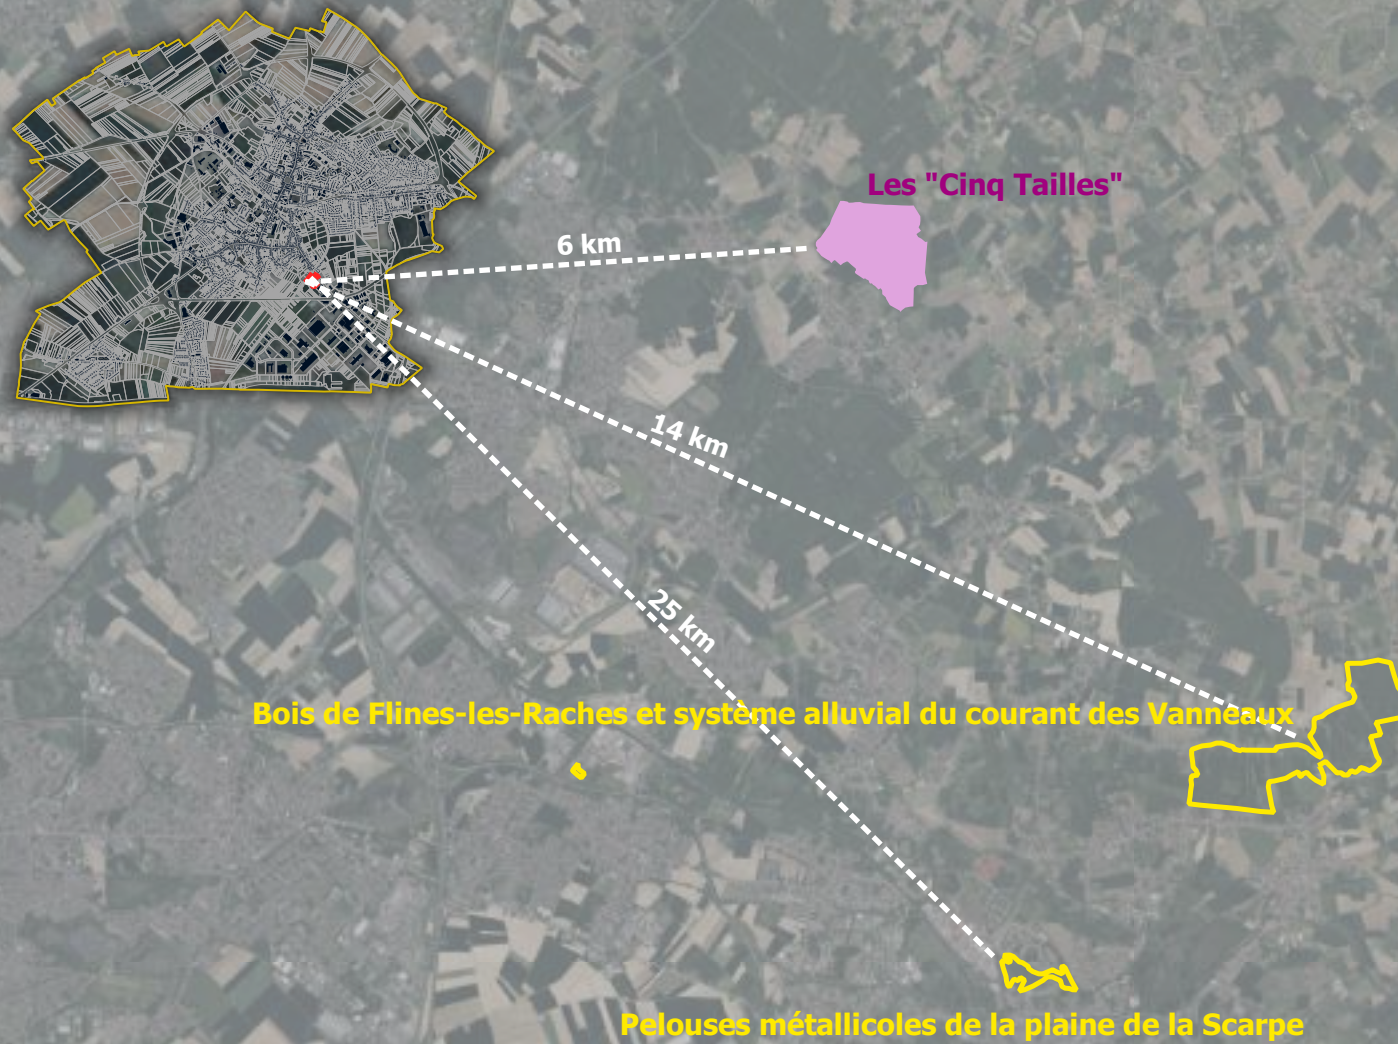 Les "Cinq Tailles"
6 km
14 km
25 km
Bois de Flines-les-Raches et système alluvial du courant des Vanneaux
Pelouses métallicoles de la plaine de la Scarpe